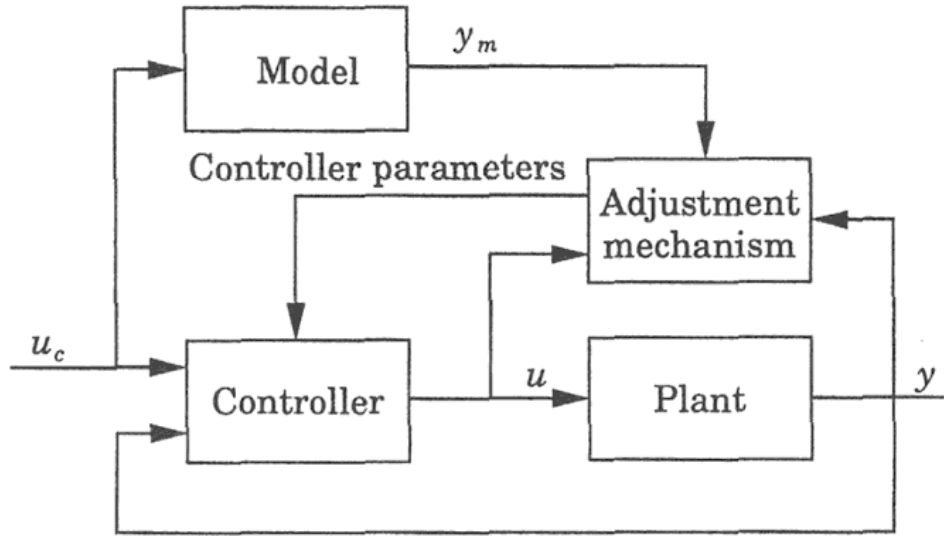 y_m
Model
Controller parameters
Adjustment
mechanism
u_c
Controller
u
Plant
y